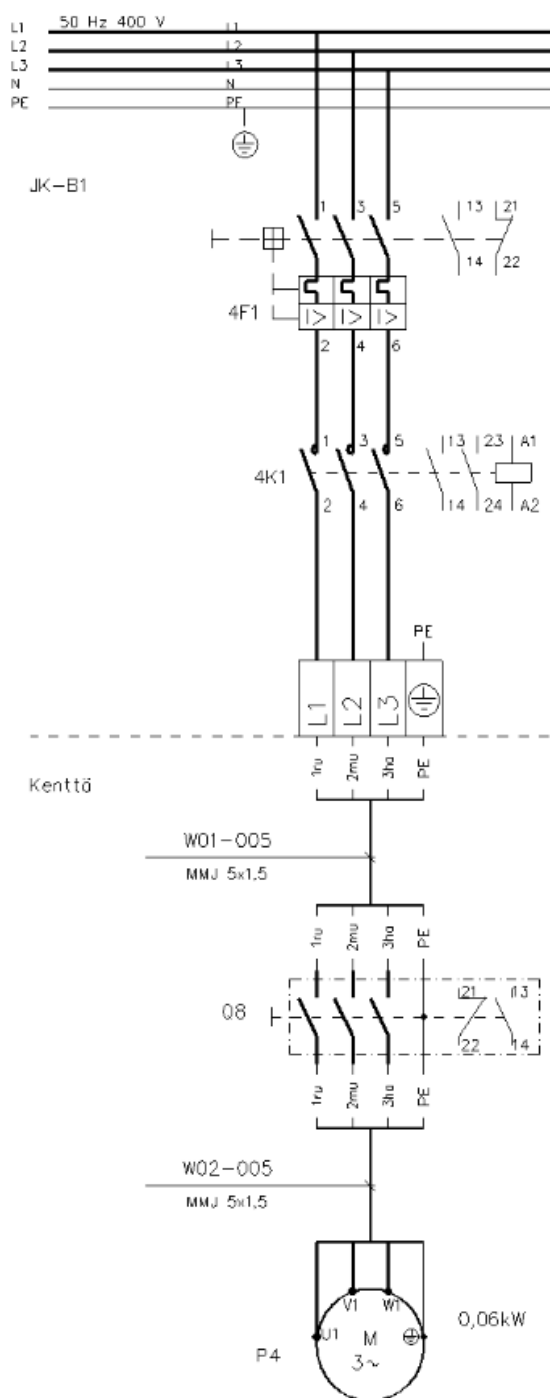 L1 50 Hz 400 V L1
L2 L2
L3 L3
N N
PE PE
JK-B1
1 3 5 13 21
14 22
4F1
I> I> I>
2 4 6
1 3 5 13 23 A1
4K1
2 4 6 14 24 A2
PE
L1 L2 L3
1ru 2mu 3ha PE
Kenttä
W01-005
MMJ 5x1,5
1ru 2mu 3ha PE
21 13
Q8
22 14
1ru 2mu 3ha PE
W02-005
MMJ 5x1,5
V1 W1
U1 M 0,06kW
P4 3~